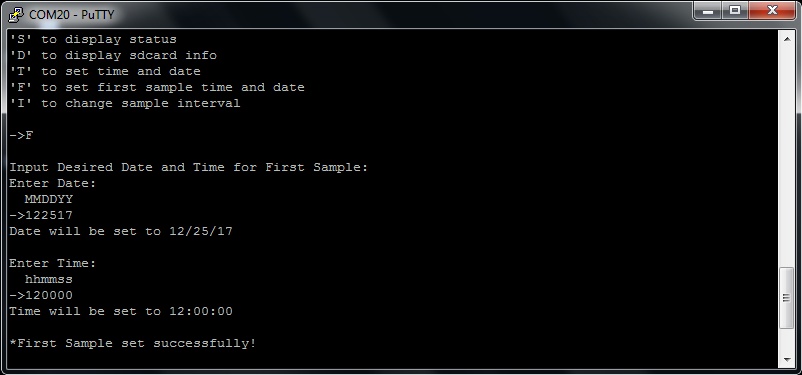 COM20 - PuTTY
'S' to display status
'D' to display sdcard info
'T' to set time and date
'F' to set first sample time and date
'I' to change sample interval
->F
Input Desired Date and Time for First Sample:
Enter Date:
MMDDYY
->122517
Date will be set to 12/25/17
Enter Time:
hhmmss
->120000
Time will be set to 12:00:00
*First Sample set successfully!